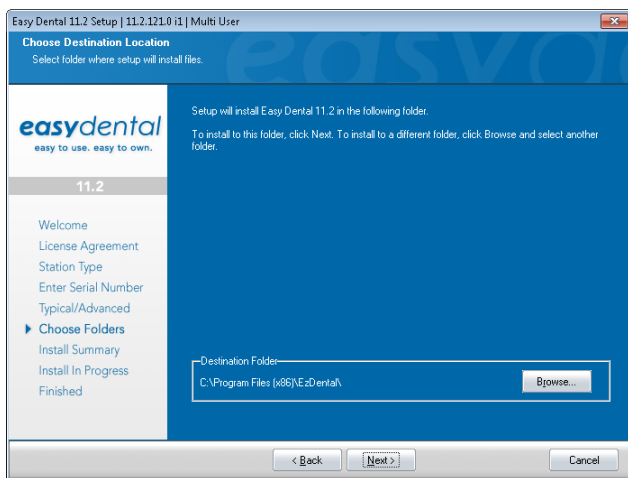 Easy Dental 11.2 Setup | 11.2.121.0 i1 | Multi User
Choose Destination Location
Select folder where setup will install files.
easydental
easy to use. easy to own.
11.2
Welcome
License Agreement
Station Type
Enter Serial Number
Typical/Advanced
Choose Folders
Install Summary
Install In Progress
Finished
Setup will install Easy Dental 11.2 in the following folder.
To install to this folder, click Next. To install to a different folder, click Browse and select another
folder.
Destination Folder
C:\Program Files (x86)\EzDental\
Browse...
< Back
Next >
Cancel